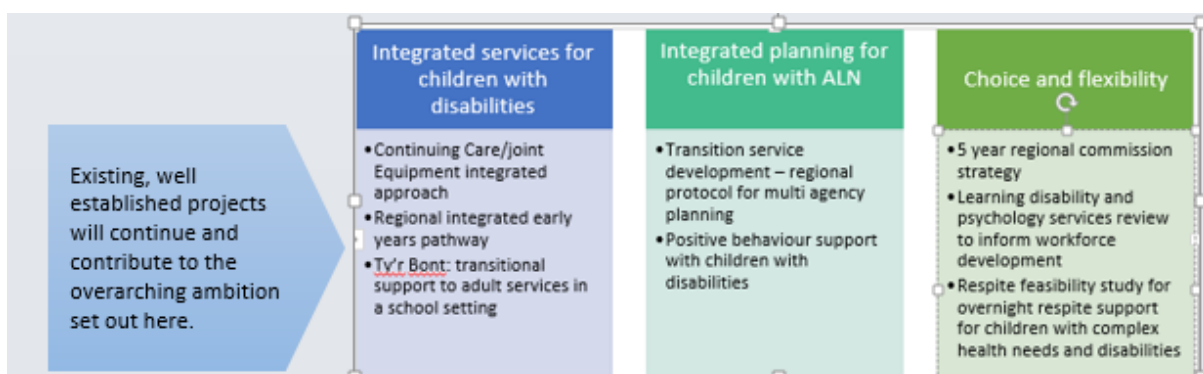 Existing, well
established projects
will continue and
contribute to the
overarching ambition
set out here.
Integrated services for
children with
disabilities
•Continuing Care/joint
Equipment integrated
approach
•Regional integrated early
years pathway
•Ty'r Bont: transitional
support to adult services in
a school setting
Integrated planning for
children with ALN
•Transition service
development – regional
protocol for multi agency
planning
•Positive behaviour support
with children with
disabilities
Choice and flexibility
•5 year regional commission
strategy
•Learning disability and
psychology services review
to inform workforce
development
•Respite feasibility study for
overnight respite support
for children with complex
health needs and disabilities